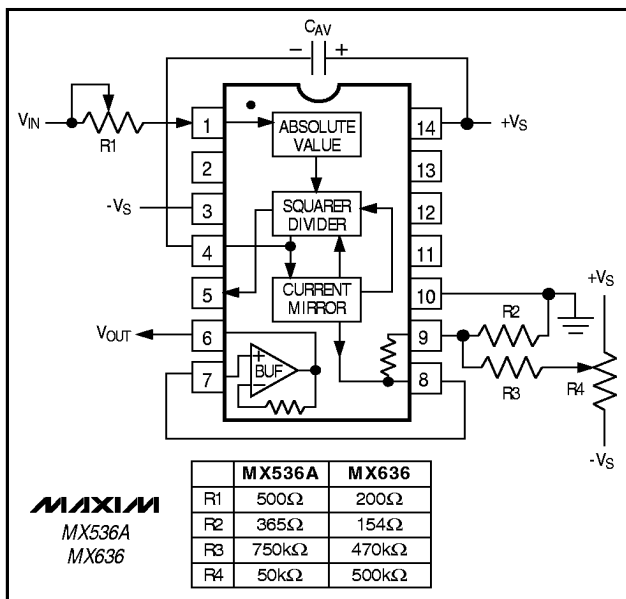 CAV
− +
VIN
R1
1
2
3
4
5
6
7
14
13
12
11
10
9
8
ABSOLUTE
VALUE
SQUARER
DIVIDER
CURRENT
MIRROR
+
BUF
−
+VS
-VS
VOUT
+VS
R2
R3
R4
-VS
MAXIM
MX536A
MX636
MX536A MX636
R1 500Ω 200Ω
R2 365Ω 154Ω
R3 750kΩ 470kΩ
R4 50kΩ 500kΩ